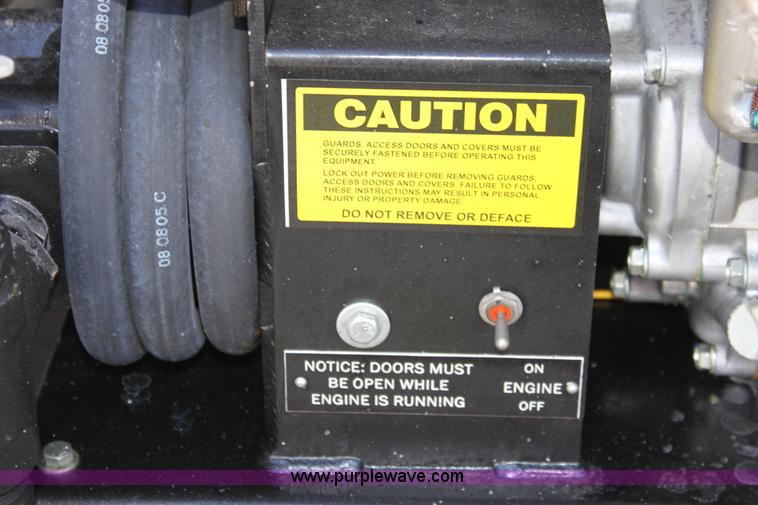 08 0805
08 0805 C
CAUTION
GUARDS, ACCESS DOORS AND COVERS MUST BE
SECURELY FASTENED BEFORE OPERATING THIS
EQUIPMENT.
LOCK OUT POWER BEFORE REMOVING GUARDS,
ACCESS DOORS AND COVERS. FAILURE TO FOLLOW
THESE INSTRUCTIONS MAY RESULT IN PERSONAL
INJURY OR PROPERTY DAMAGE.
DO NOT REMOVE OR DEFACE
NOTICE: DOORS MUST
BE OPEN WHILE
ENGINE IS RUNNING
ON
ENGINE
OFF
www.purplewave.com